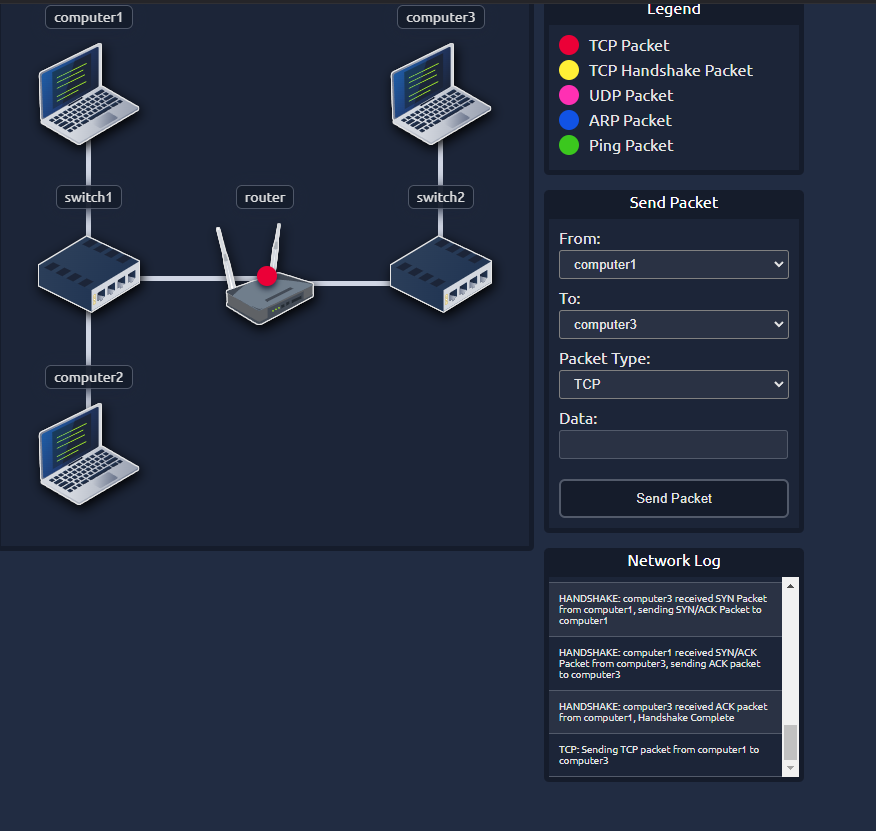 computer1
computer3
switch1
router
switch2
computer2
Legend
TCP Packet
TCP Handshake Packet
UDP Packet
ARP Packet
Ping Packet
Send Packet
From:
computer1
To:
computer3
Packet Type:
TCP
Data:
Send Packet
Network Log
HANDSHAKE: computer3 received SYN Packet
from computer1, sending SYN/ACK Packet to
computer1
HANDSHAKE: computer1 received SYN/ACK
Packet from computer3, sending ACK packet
to computer3
HANDSHAKE: computer3 received ACK packet
from computer1, Handshake Complete
TCP: Sending TCP packet from computer1 to
computer3